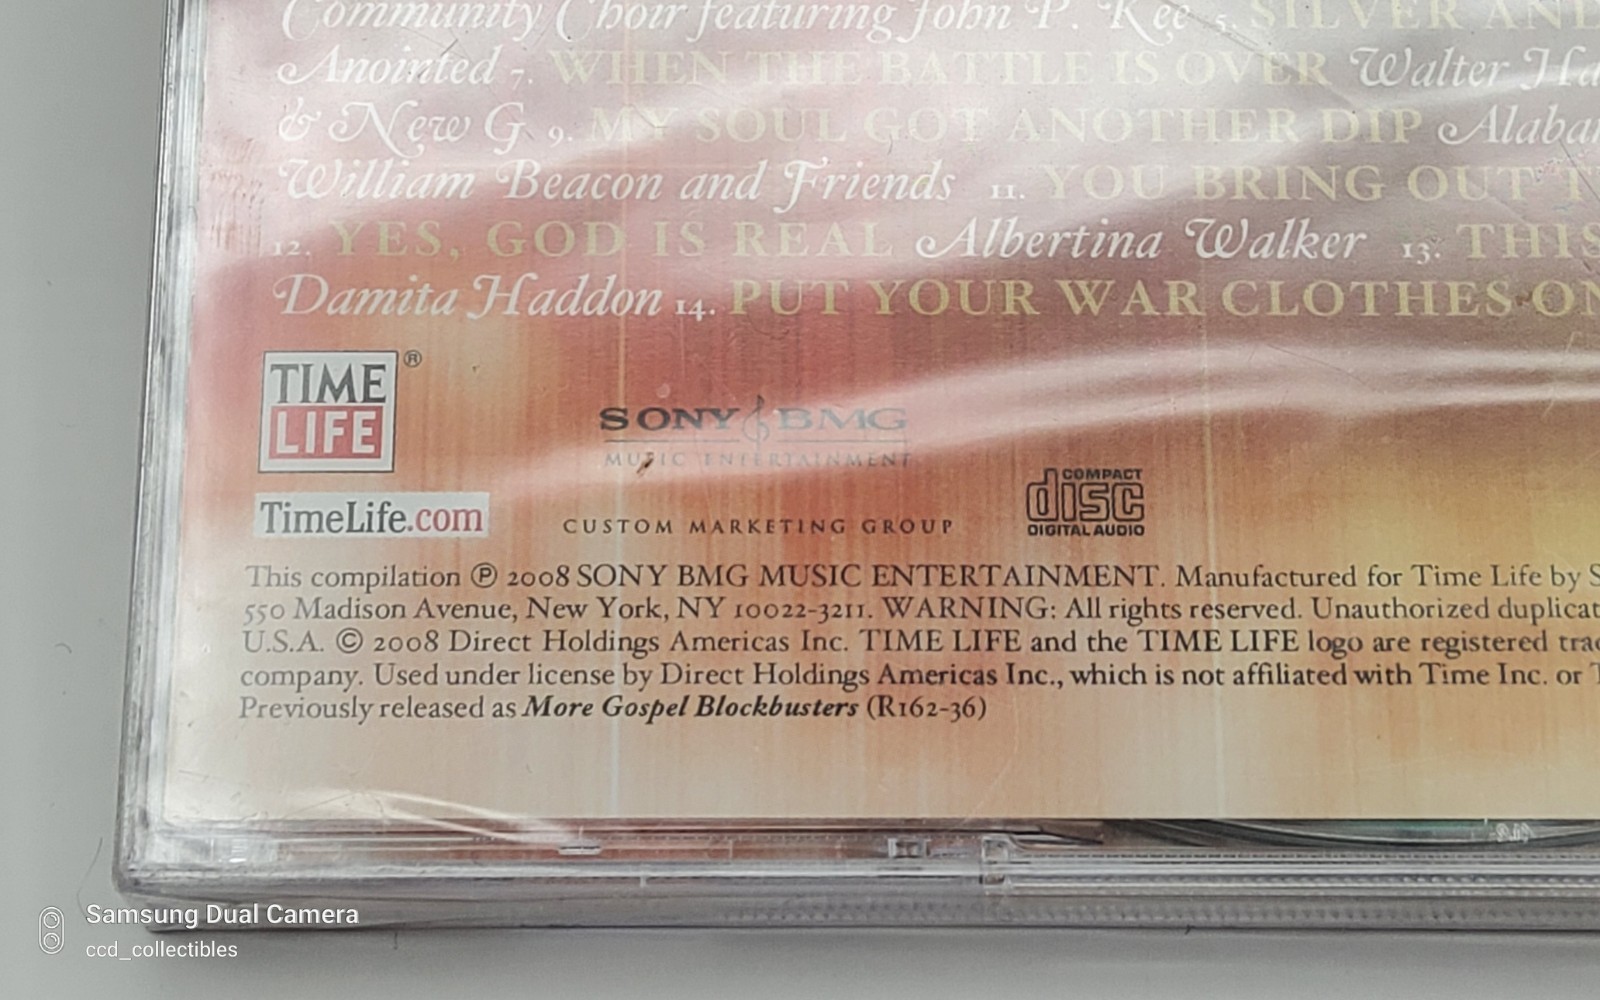 Community Choir featuring John P. Kee 5. SILVER AND
Anointed 7. WHEN THE BATTLE IS OVER Walter Ha
& New G 9. MY SOUL GOT ANOTHER DIP Alabam
William Beacon and Friends 11. YOU BRING OUT T
12. YES, GOD IS REAL Albertina Walker 13. THIS
Damita Haddon 14. PUT YOUR WAR CLOTHES ON
TIME ®
LIFE
SONY BMG
MUSIC ENTERTAINMENT
COMPACT
disc
DIGITAL AUDIO
TimeLife.com
CUSTOM MARKETING GROUP
This compilation ℗ 2008 SONY BMG MUSIC ENTERTAINMENT. Manufactured for Time Life by S
550 Madison Avenue, New York, NY 10022-3211. WARNING: All rights reserved. Unauthorized duplicat
U.S.A. © 2008 Direct Holdings Americas Inc. TIME LIFE and the TIME LIFE logo are registered trad
company. Used under license by Direct Holdings Americas Inc., which is not affiliated with Time Inc. or T
Previously released as More Gospel Blockbusters (R162-36)
Samsung Dual Camera
ccd_collectibles